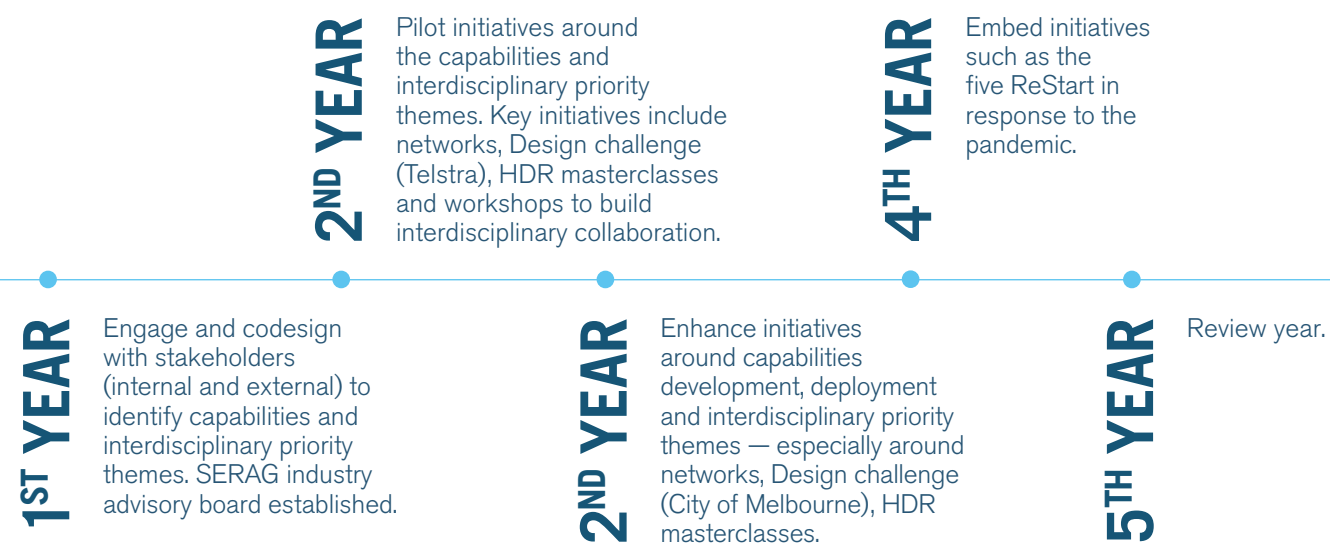 1ST YEAR
Engage and codesign
with stakeholders
(internal and external) to
identify capabilities and
interdisciplinary priority
themes. SERAG industry
advisory board established.
2ND YEAR
Pilot initiatives around
the capabilities and
interdisciplinary priority
themes. Key initiatives include
networks, Design challenge
(Telstra), HDR masterclasses
and workshops to build
interdisciplinary collaboration.
2ND YEAR
Enhance initiatives
around capabilities
development, deployment
and interdisciplinary priority
themes — especially around
networks, Design challenge
(City of Melbourne), HDR
masterclasses.
4TH YEAR
Embed initiatives
such as the
five ReStart in
response to the
pandemic.
5TH YEAR
Review year.